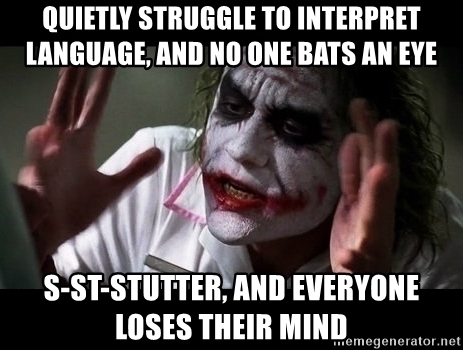 QUIETLY STRUGGLE TO INTERPRET
LANGUAGE, AND NO ONE BATS AN EYE
S-ST-STUTTER, AND EVERYONE
LOSES THEIR MIND
memegenerator.net